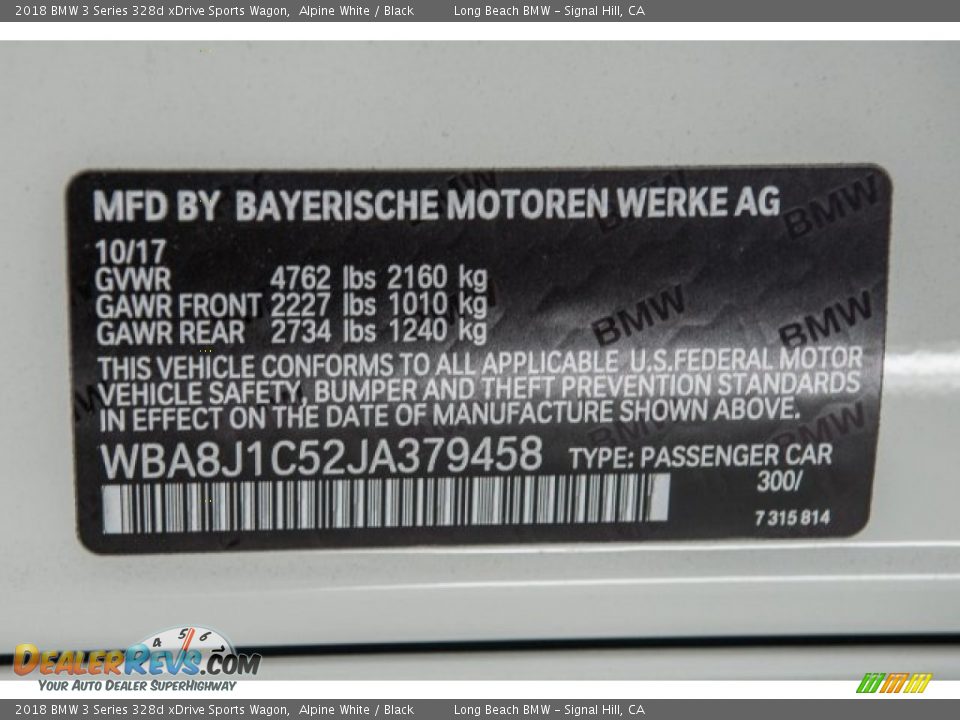 2018 BMW 3 Series 328d xDrive Sports Wagon, Alpine White / Black Long Beach BMW - Signal Hill, CA
MFD BY BAYERISCHE MOTOREN WERKE AG
10/17
GVWR 4762 lbs 2160 kg
GAWR FRONT 2227 lbs 1010 kg
GAWR REAR 2734 lbs 1240 kg
THIS VEHICLE CONFORMS TO ALL APPLICABLE U.S.FEDERAL MOTOR
VEHICLE SAFETY, BUMPER AND THEFT PREVENTION STANDARDS
IN EFFECT ON THE DATE OF MANUFACTURE SHOWN ABOVE.
WBA8J1C52JA379458 TYPE: PASSENGER CAR
300/
7 315 814
BMW
BMW
BMW
BMW
4 5 6
DEALERREVS.COM
YOUR AUTO DEALER SUPERHIGHWAY
2018 BMW 3 Series 328d xDrive Sports Wagon, Alpine White / Black Long Beach BMW - Signal Hill, CA